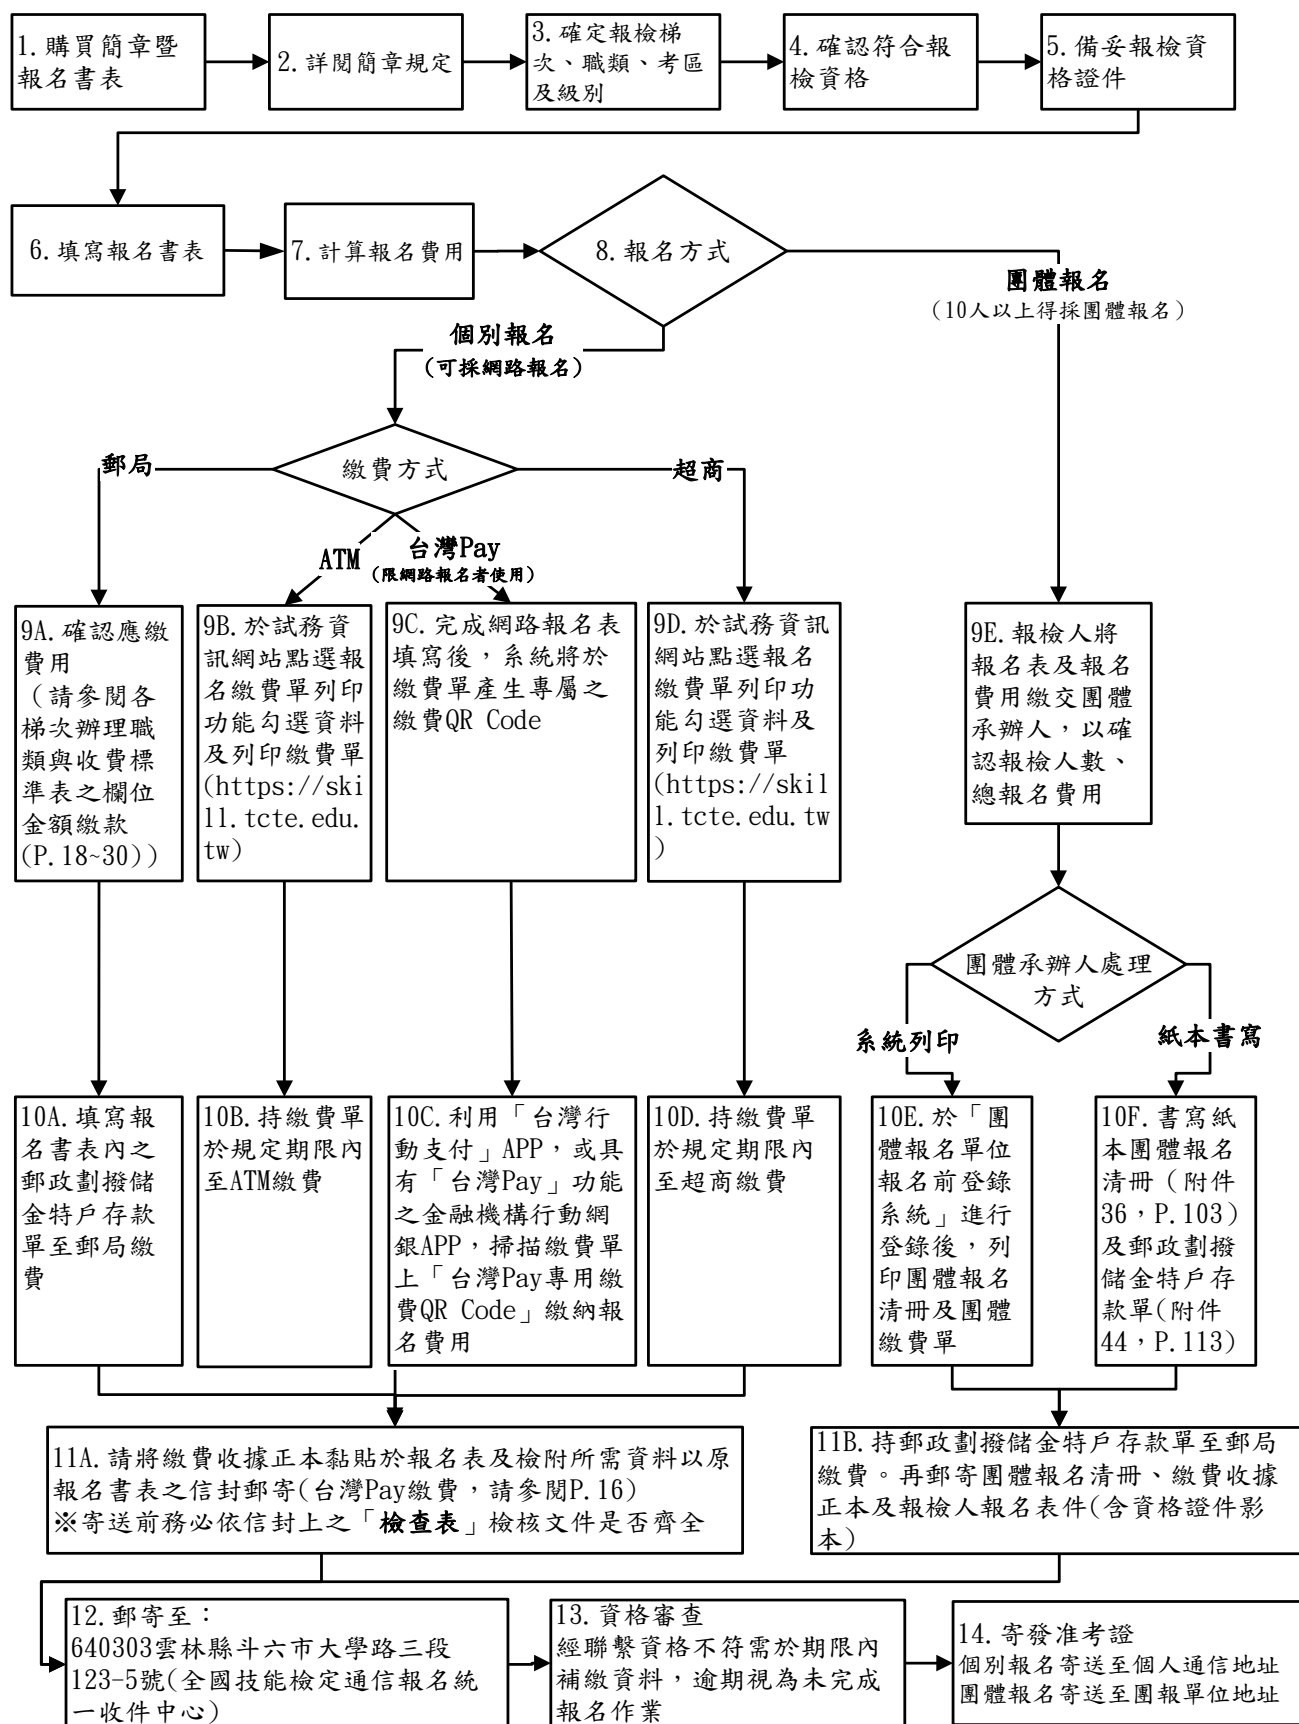 1.購買簡章暨
報名書表
2.詳閱簡章規定
3.確定報檢梯
次、職類、考區
及級別
4.確認符合報
檢資格
5.備妥報檢資
格證件
6.填寫報名書表
7.計算報名費用
8.報名方式
團體報名
（10人以上得採團體報名）
個別報名
（可採網路報名）
繳費方式
郵局
超商
ATM
台灣Pay
（限網路報名者使用）
9A.確認應繳
費用
（請參閱各
梯次辦理職
類與收費標
準表之欄位
金額繳款
(P.18~30)）
9B.於試務資
訊網站點選報
名繳費單列印
功能勾選資料
及列印繳費單
(https://ski
ll.tcte.edu.
tw)
9C.完成網路報名表
填寫後，系統將於
繳費單產生專屬之
繳費QR Code
9D.於試務資訊
網站點選報名
繳費單列印功
能勾選資料及
列印繳費單
(https://skil
l.tcte.edu.tw
)
9E.報檢人將
報名表及報名
費用繳交團體
承辦人，以確
認報檢人數、
總報名費用
團體承辦人處理
方式
系統列印
紙本書寫
10A.填寫報
名書表內之
郵政劃撥儲
金特戶存款
單至郵局繳
費
10B.持繳費單
於規定期限內
至ATM繳費
10C.利用「台灣行
動支付」APP，或具
有「台灣Pay」功能
之金融機構行動網
銀APP，掃描繳費單
上「台灣Pay專用繳
費QR Code」繳納報
名費用
10D.持繳費單
於規定期限內
至超商繳費
10E.於「團
體報名單位
報名前登錄
系統」進行
登錄後，列
印團體報名
清冊及團體
繳費單
10F.書寫紙
本團體報名
清冊（附件
36，P.103)
及郵政劃撥
儲金特戶存
款單(附件
44，P.113)
11A.請將繳費收據正本黏貼於報名表及檢附所需資料以原
報名書表之信封郵寄(台灣Pay繳費，請參閱P.16)
※寄送前務必依信封上之「檢查表」檢核文件是否齊全
11B.持郵政劃撥儲金特戶存款單至郵局
繳費。再郵寄團體報名清冊、繳費收據
正本及報檢人報名表件(含資格證件影
本)
12.郵寄至：
640303雲林縣斗六市大學路三段
123-5號(全國技能檢定通信報名統
一收件中心)
13.資格審查
經聯繫資格不符需於期限內
補繳資料，逾期視為未完成
報名作業
14.寄發准考證
個別報名寄送至個人通信地址
團體報名寄送至團報單位地址